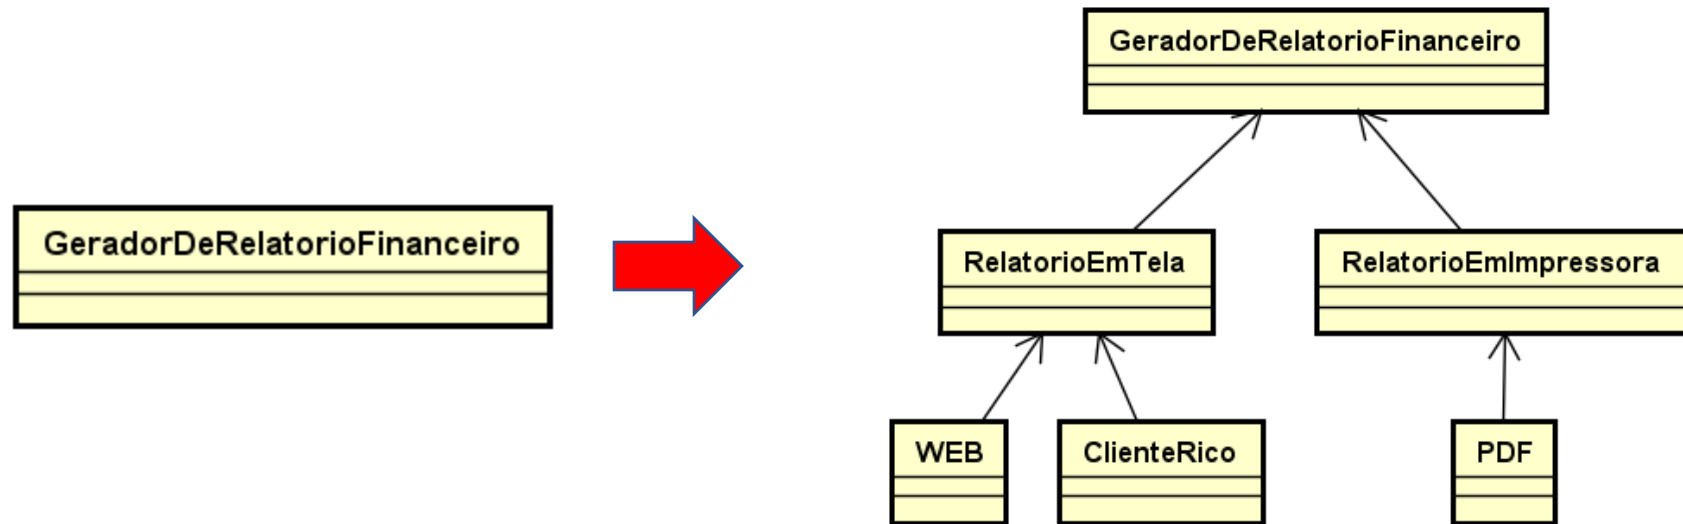 GeradorDeRelatorioFinanceiro
GeradorDeRelatorioFinanceiro
RelatorioEmTela
RelatorioEmImpressora
WEB
ClienteRico
PDF